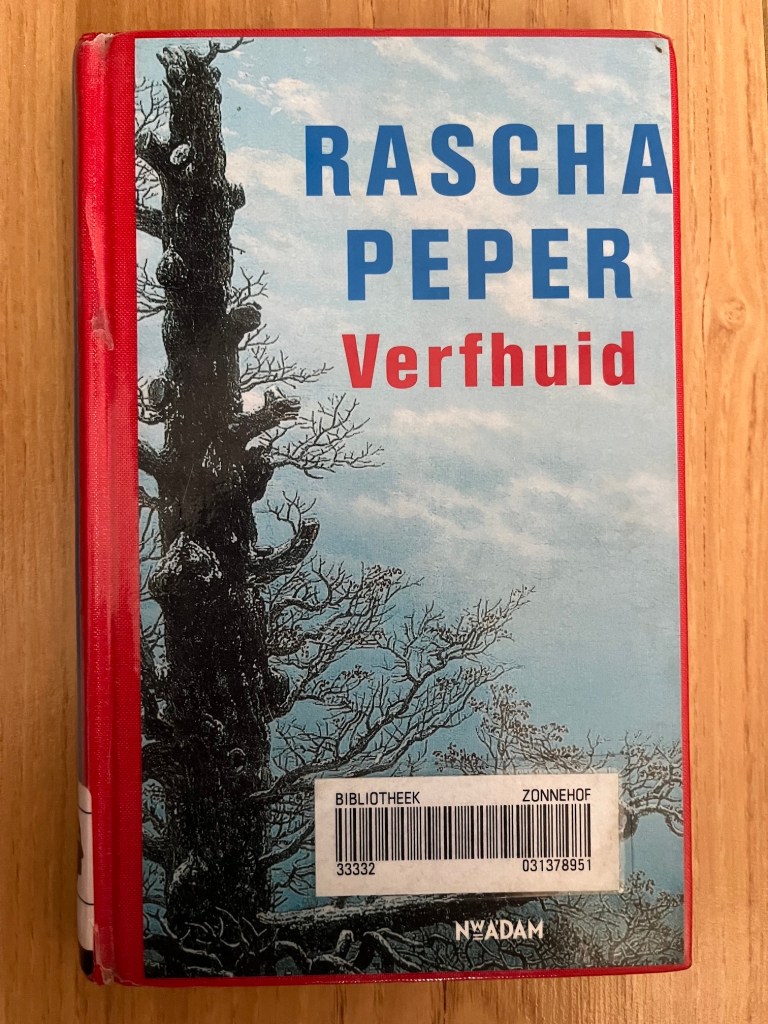 RASCHA
PEPER
Verfhuid
BIBLIOTHEEK ZONNEHOF
33332 031378951
NWADAM